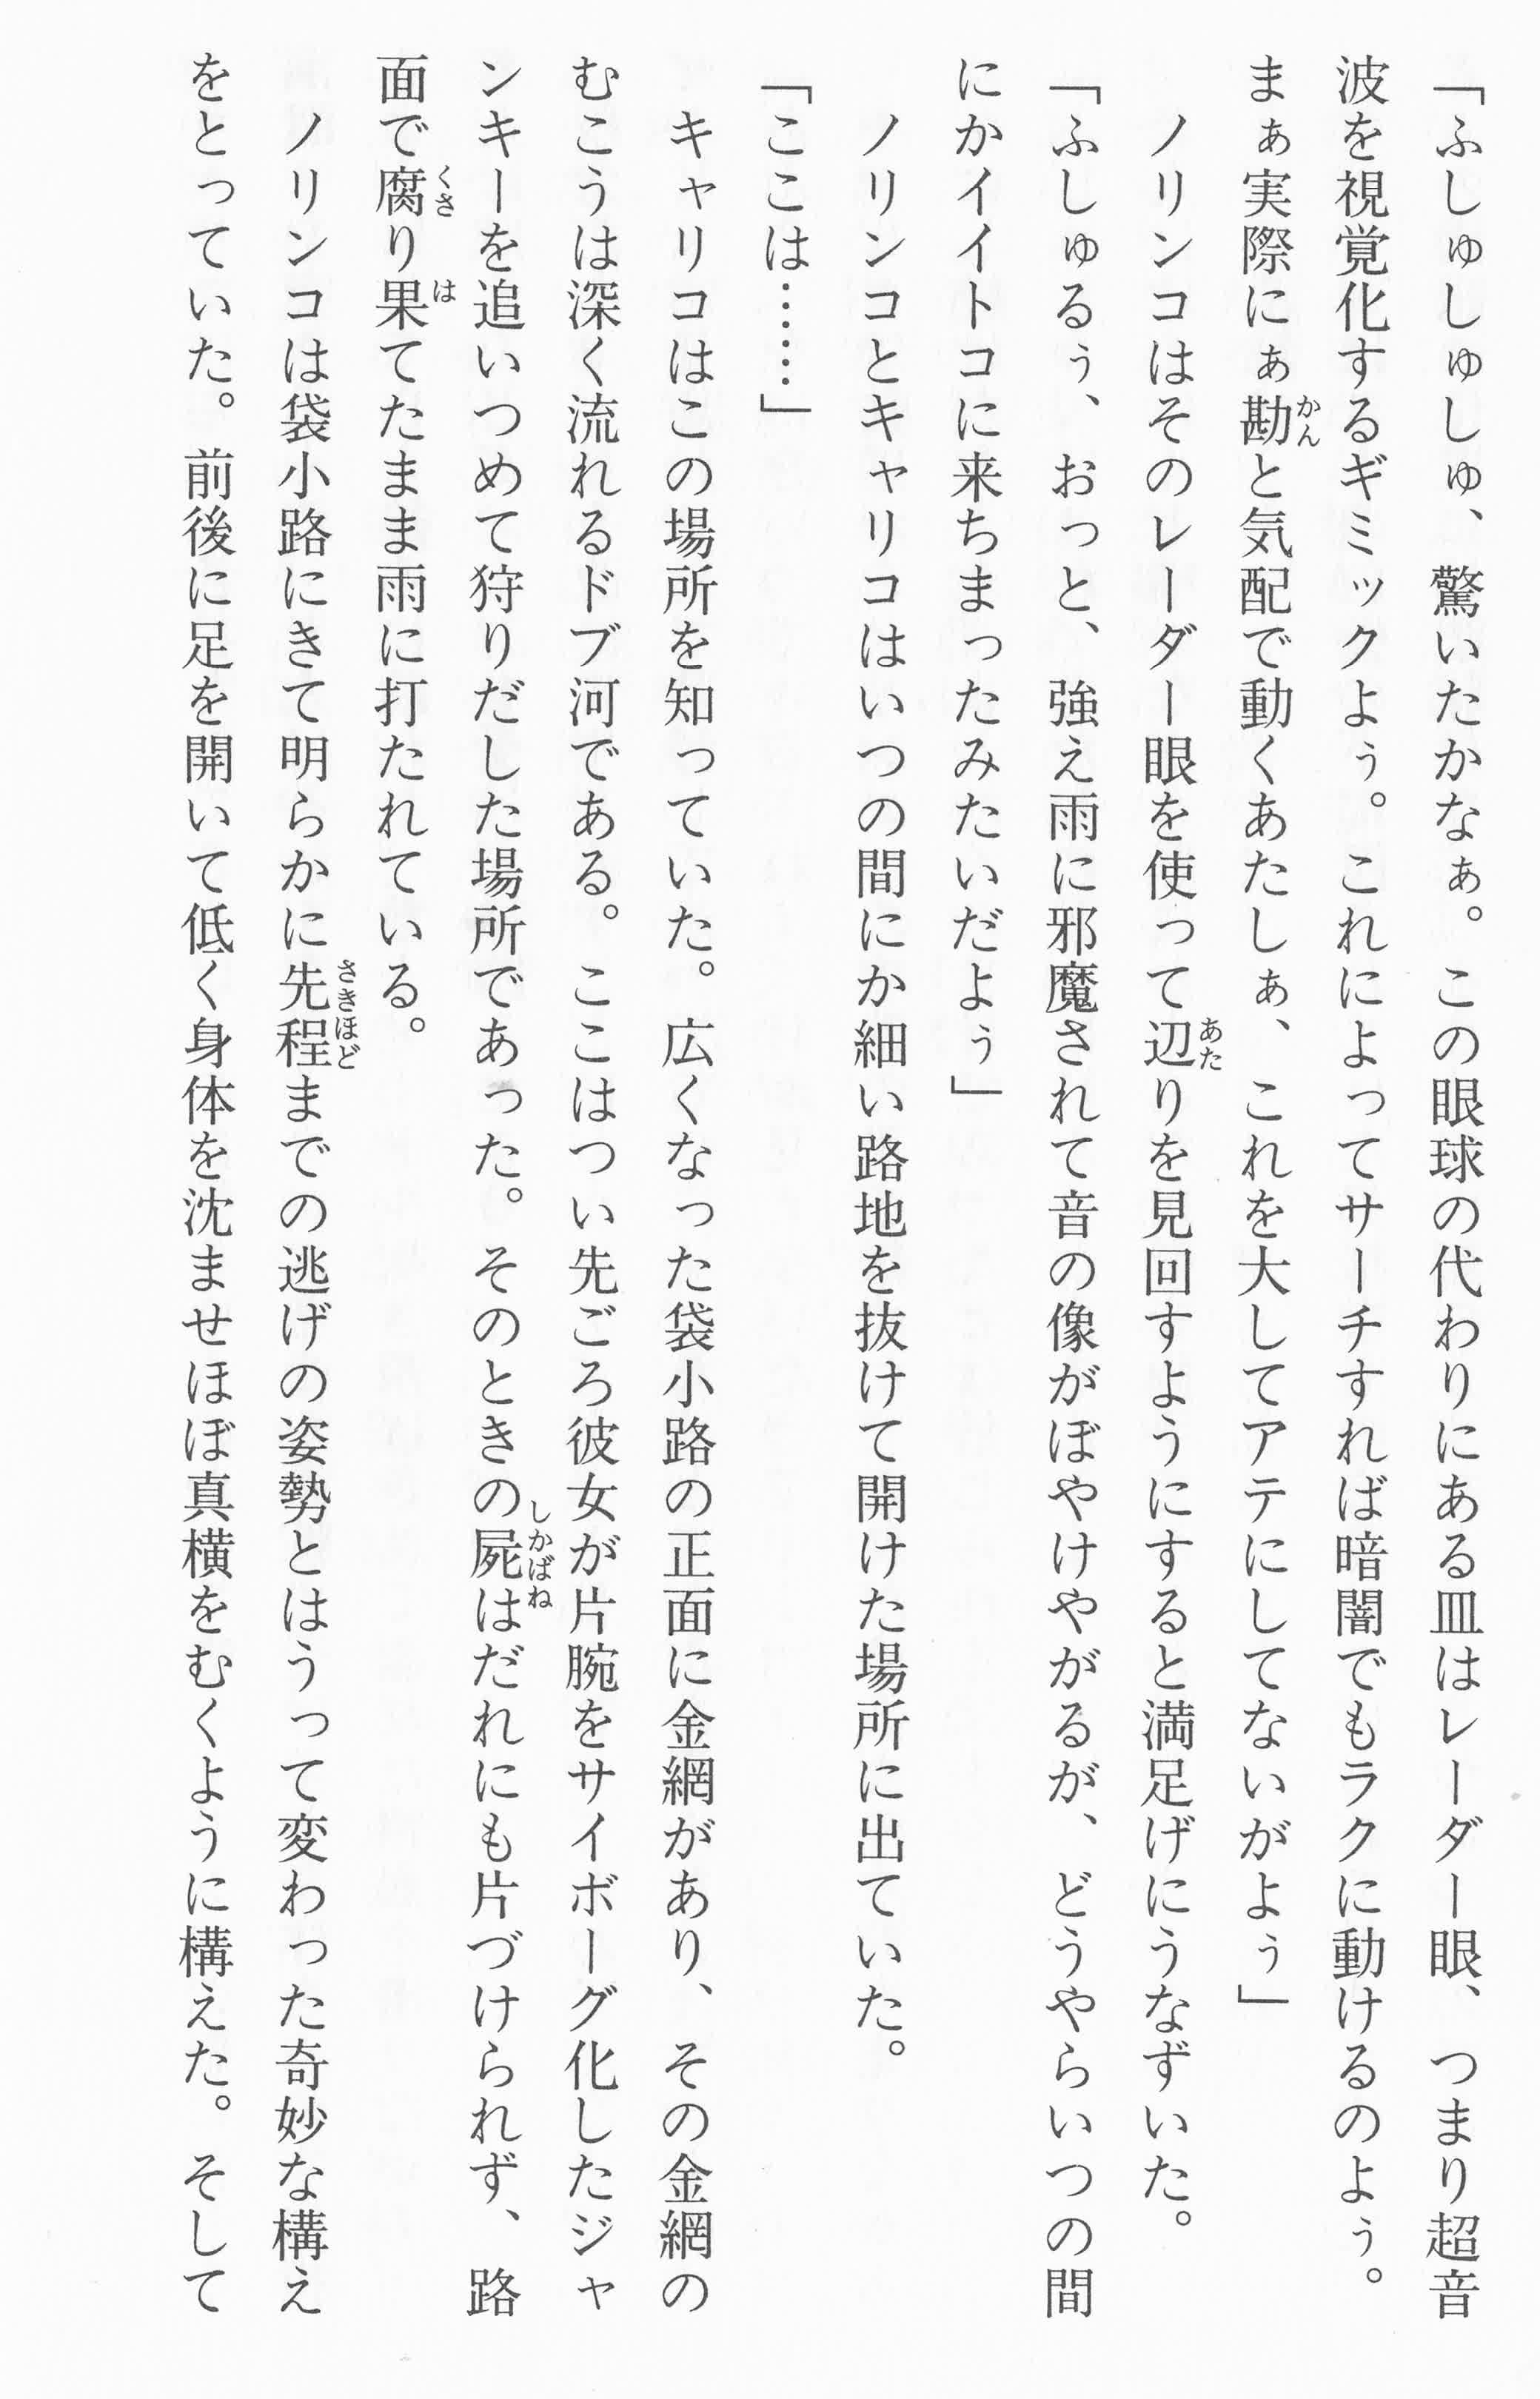 「ふしゅしゅしゅ、驚いたかなぁ。この眼球の代わりにある皿はレーダー眼、つまり超音
波を視覚化するギミックよぅ。これによってサーチすれば暗闇でもラクに動けるのよぅ。
まぁ実際にぁ勘と気配で動くあたしぁ、これを大してアテにしてないがよぅ」
　ノリンコはそのレーダー眼を使って辺りを見回すようにすると満足げにうなずいた。
「ふしゅるぅ、おっと、強え雨に邪魔されて音の像がぼやけやがるが、どうやらいつの間
にかイイトコに来ちまったみたいだよぅ」
　ノリンコとキャリコはいつの間にか細い路地を抜けて開けた場所に出ていた。
「ここは……」
　キャリコはこの場所を知っていた。広くなった袋小路の正面に金網があり、その金網の
むこうは深く流れるドブ河である。ここはつい先ごろ彼女が片腕をサイボーグ化したジャ
ンキーを追いつめて狩りだした場所であった。そのときの屍はだれにも片づけられず、路
面で腐り果てたまま雨に打たれている。
　ノリンコは袋小路にきて明らかに先程までの逃げの姿勢とはうって変わった奇妙な構え
をとっていた。前後に足を開いて低く身体を沈ませほぼ真横をむくように構えた。そして